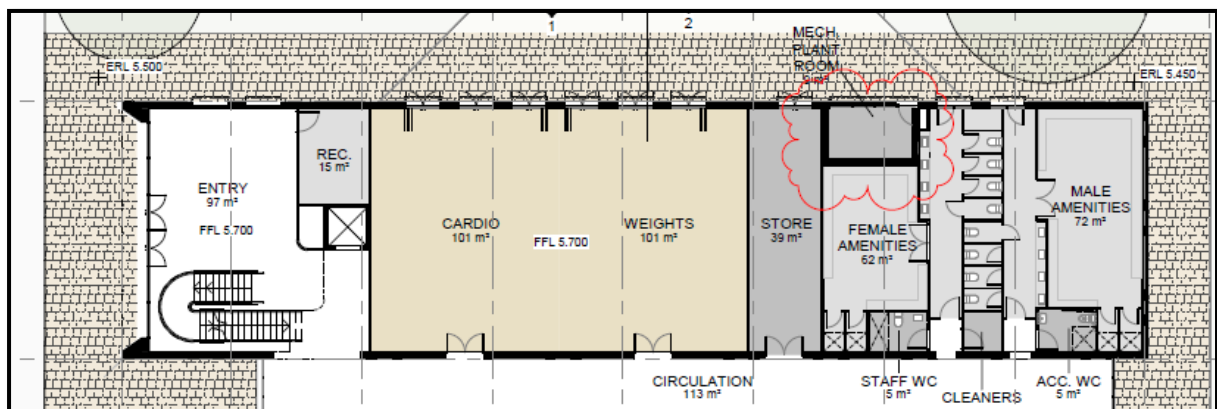 1
2
MECH.
PLANT
ROOM
9 m²
ERL 5.500
ERL 5.450
REC.
15 m²
ENTRY
97 m²
FFL 5.700
CARDIO
101 m²
FFL 5.700
WEIGHTS
101 m²
STORE
39 m²
FEMALE
AMENITIES
62 m²
MALE
AMENITIES
72 m²
CIRCULATION
113 m²
STAFF WC
5 m²
CLEANERS
ACC. WC
5 m²